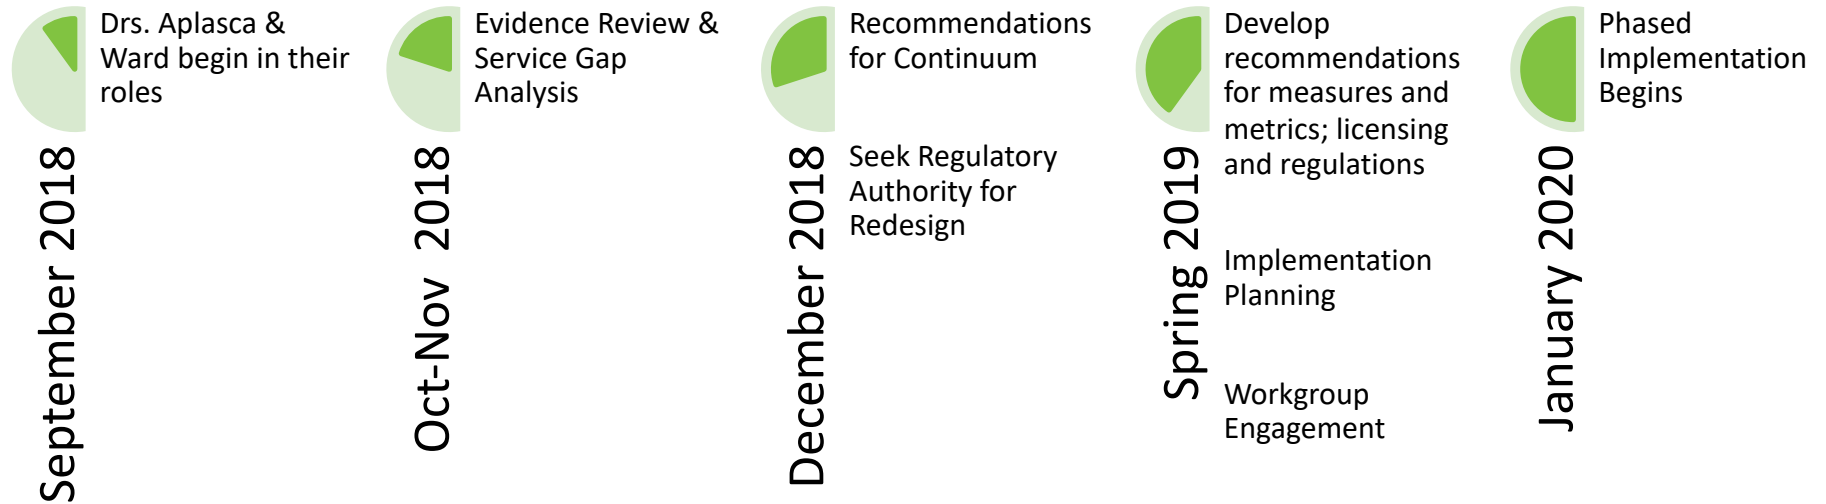 September 2018
Drs. Aplasca &
Ward begin in their
roles
Oct-Nov 2018
Evidence Review &
Service Gap
Analysis
December 2018
Recommendations
for Continuum
Seek Regulatory
Authority for
Redesign
Spring 2019
Develop
recommendations
for measures and
metrics; licensing
and regulations
Implementation
Planning
Workgroup
Engagement
January 2020
Phased
Implementation
Begins